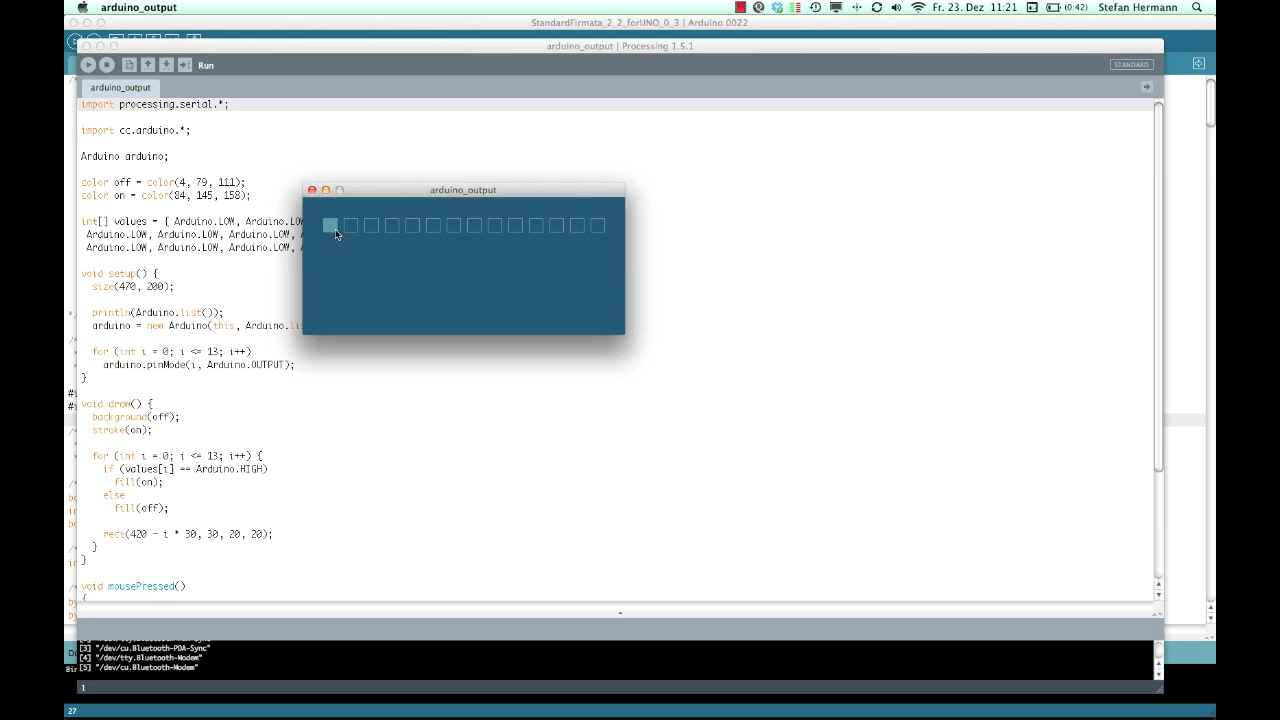 arduino_output
(0:42)
Fr. 23. Dez 11:21
Stefan Hermann
StandardFirmata_2_2_forUNO_0_3 | Arduino 0022
arduino_output | Processing 1.5.1
Run
STANDARD
arduino_output
import processing.serial.*;
import cc.arduino.*;
Arduino arduino;
color off = color(4, 79, 111);
color on = color(84, 145, 158);
int[] values = { Arduino.LOW, Arduino.LOW
Arduino.LOW, Arduino.LOW, Arduino.LOW,
Arduino.LOW, Arduino.LOW, Arduino.LOW,
void setup() {
size(470, 200);
println(Arduino.list());
arduino = new Arduino(this, Arduino.lis
for (int i = 0; i <= 13; i++)
arduino.pinMode(i, Arduino.OUTPUT);
}
void draw() {
background(off);
stroke(on);
for (int i = 0; i <= 13; i++) {
if (values[i] == Arduino.HIGH)
fill(on);
else
fill(off);
rect(420 - i * 30, 30, 20, 20);
}
}
void mousePressed()
{
arduino_output
[3] "/dev/cu.Bluetooth-PDA-Sync"
[4] "/dev/tty.Bluetooth-Modem"
[5] "/dev/cu.Bluetooth-Modem"
1
27